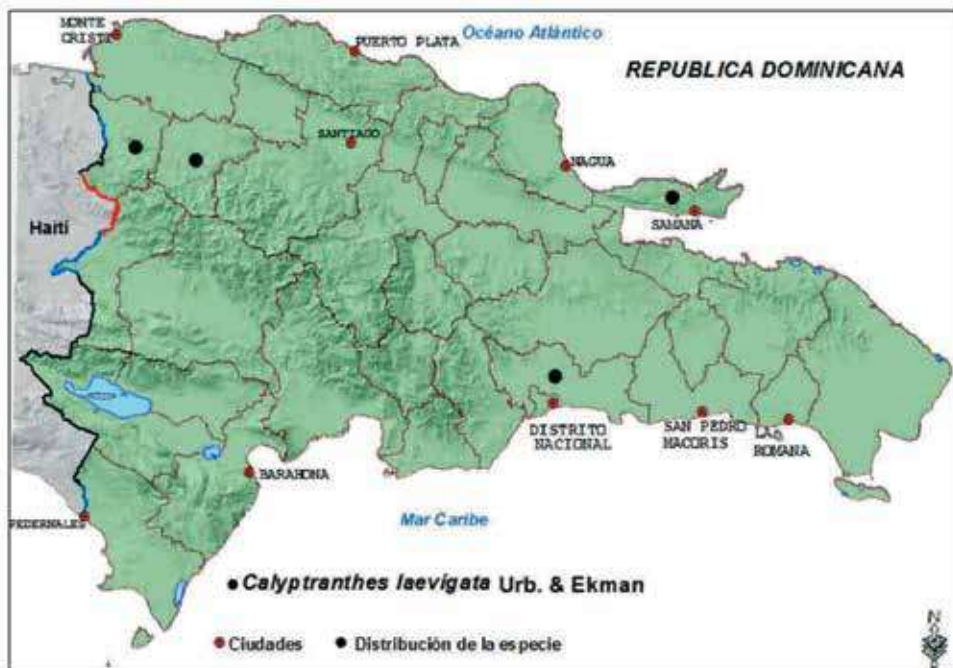 MONTE
CRISTI
PUERTO PLATA
Océano Atlántico
REPUBLICA DOMINICANA
SANTIAGO
NAGUA
SAMANA
Haití
DISTRITO
NACIONAL
SAN PEDRO
MACORIS
LA
ROMANA
BARAHONA
PEDERNALES
Mar Caribe
Calyptranthes laevigata Urb. & Ekman
Ciudades
Distribución de la especie
N